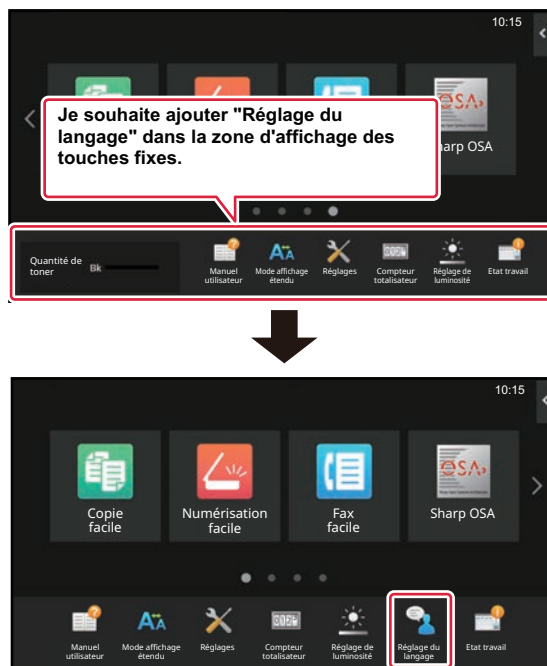 10:15
Je souhaite ajouter "Réglage du
langage" dans la zone d'affichage des
touches fixes.
OSA
arp OSA
Quantité de
toner
Bk
Manuel
utilisateur
Mode affichage
étendu
Réglages
Compteur
totalisateur
Réglage de
luminosité
Etat travail
10:15
OSA
Copie
facile
Numérisation
facile
Fax
facile
Sharp OSA
Manuel
utilisateur
Mode affichage
étendu
Réglages
Compteur
totalisateur
Réglage de
luminosité
Réglage du
langage
Etat travail